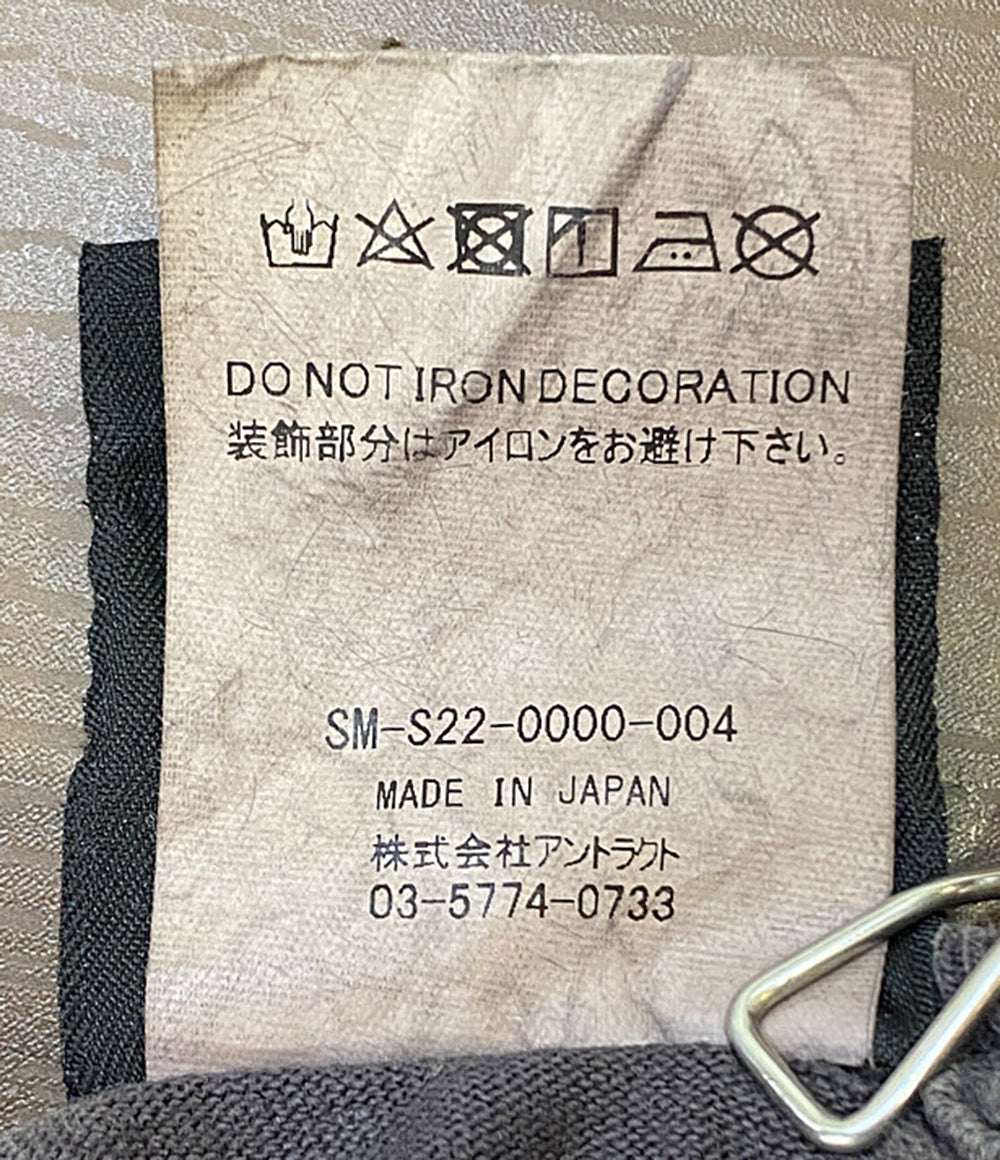 DO NOT IRON DECORATION
装飾部分はアイロンをお避け下さい。
SM-S22-0000-004
MADE IN JAPAN
株式会社アントラクト
03-5774-0733